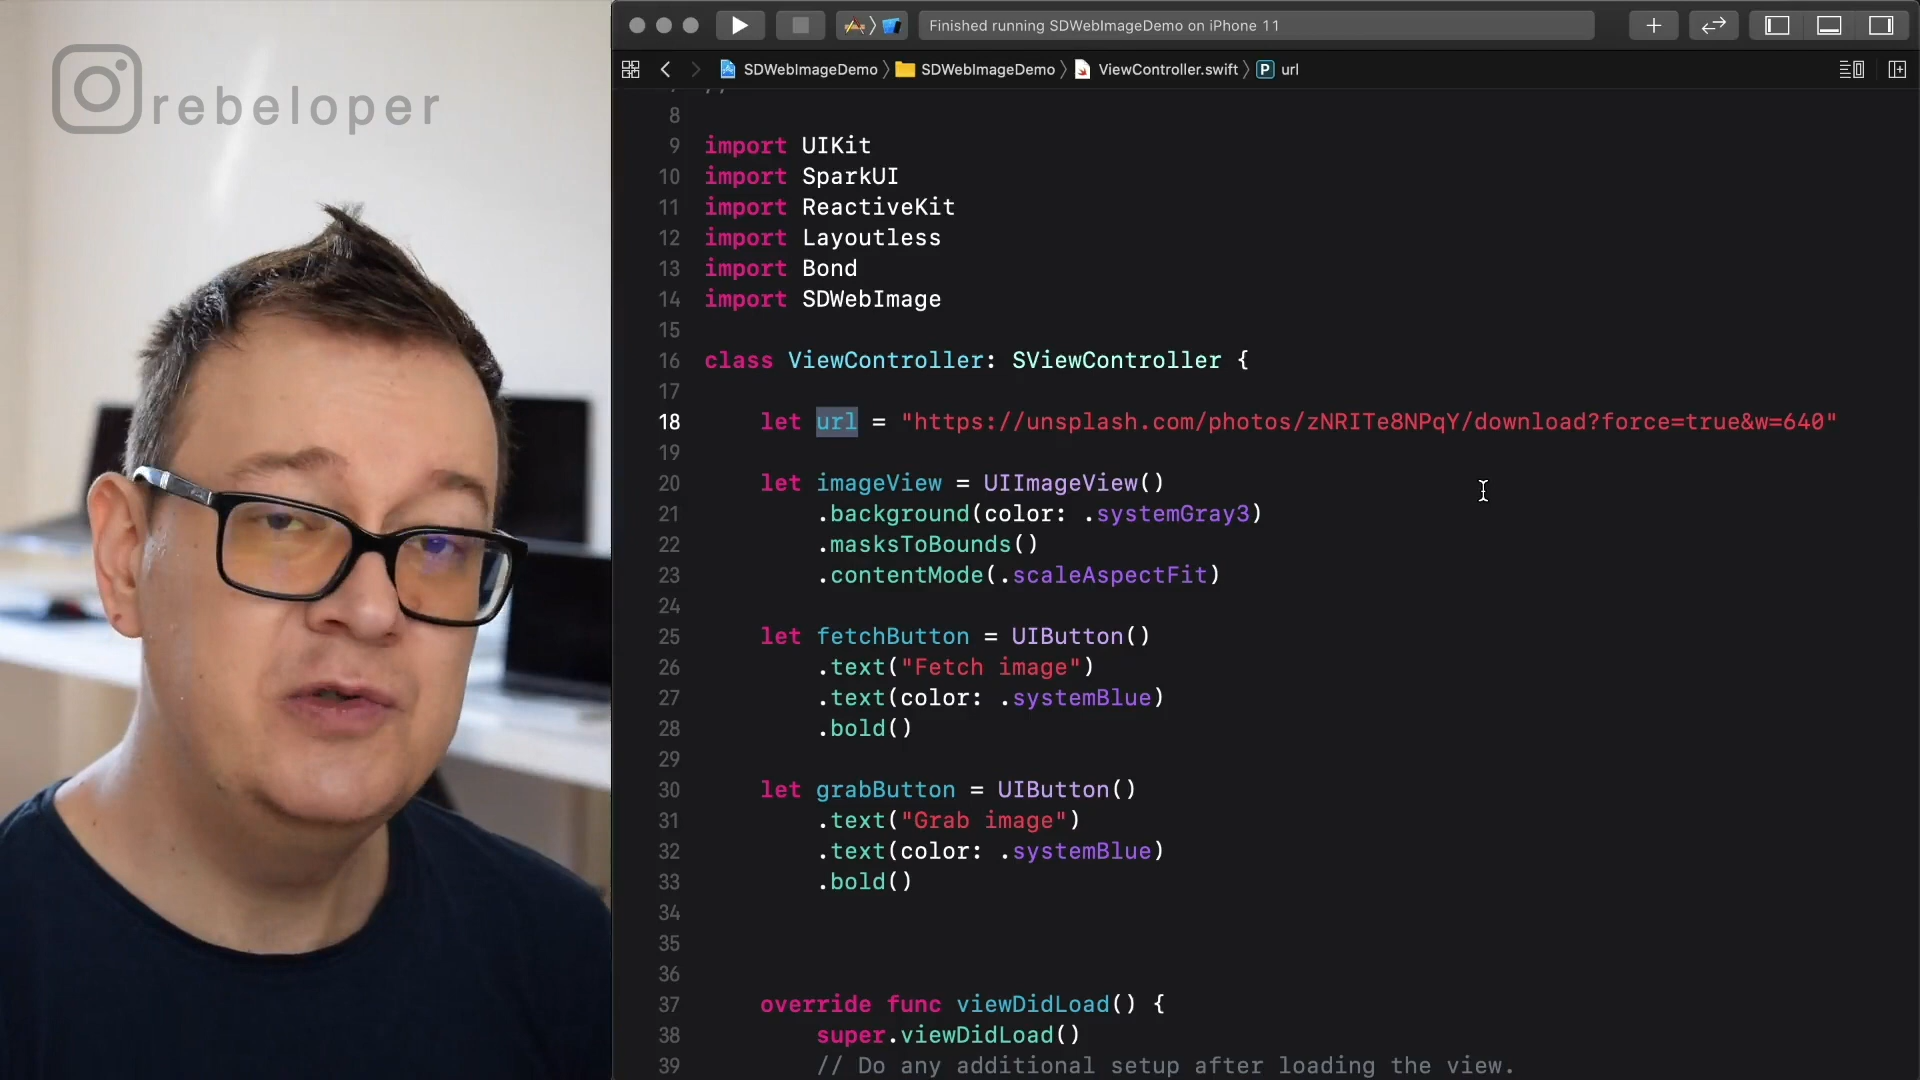 rebeloper
Finished running SDWebImageDemo on iPhone 11
SDWebImageDemo SDWebImageDemo ViewController.swift P url
8
9 import UIKit
10 import SparkUI
11 import ReactiveKit
12 import Layoutless
13 import Bond
14 import SDWebImage
15
16 class ViewController: SViewController {
17
18 let url = "https://unsplash.com/photos/zNRITe8NPqY/download?force=true&w=640"
19
20 let imageView = UIImageView()
21 .background(color: .systemGray3)
22 .masksToBounds()
23 .contentMode(.scaleAspectFit)
24
25 let fetchButton = UIButton()
26 .text("Fetch image")
27 .text(color: .systemBlue)
28 .bold()
29
30 let grabButton = UIButton()
31 .text("Grab image")
32 .text(color: .systemBlue)
33 .bold()
34
35
36
37 override func viewDidLoad() {
38 super.viewDidLoad()
39 // Do any additional setup after loading the view.